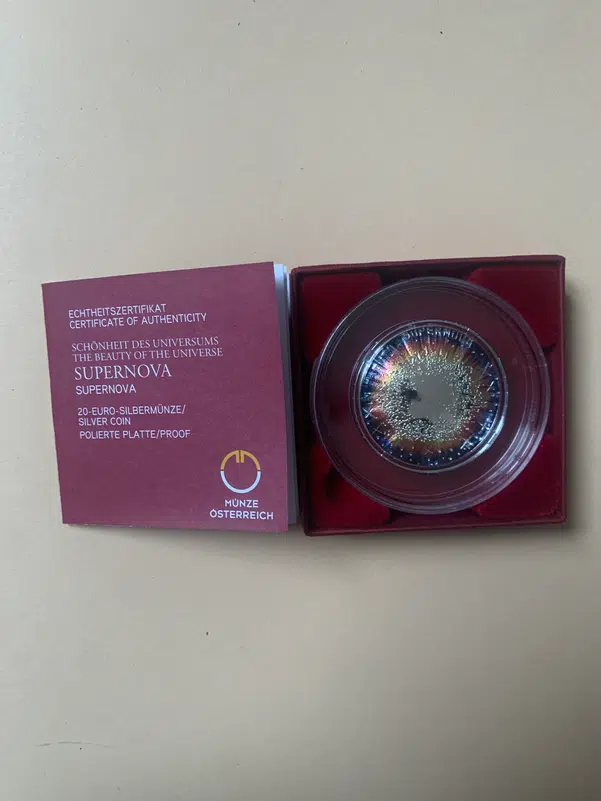 ECHTHEITSZERTIFIKAT
CERTIFICATE OF AUTHENTICITY
SCHÖNHEIT DES UNIVERSUMS
THE BEAUTY OF THE UNIVERSE
SUPERNOVA
SUPERNOVA
20-EURO-SILBERMÜNZE/
SILVER COIN
POLIERTE PLATTE/PROOF
MÜNZE
ÖSTERREICH